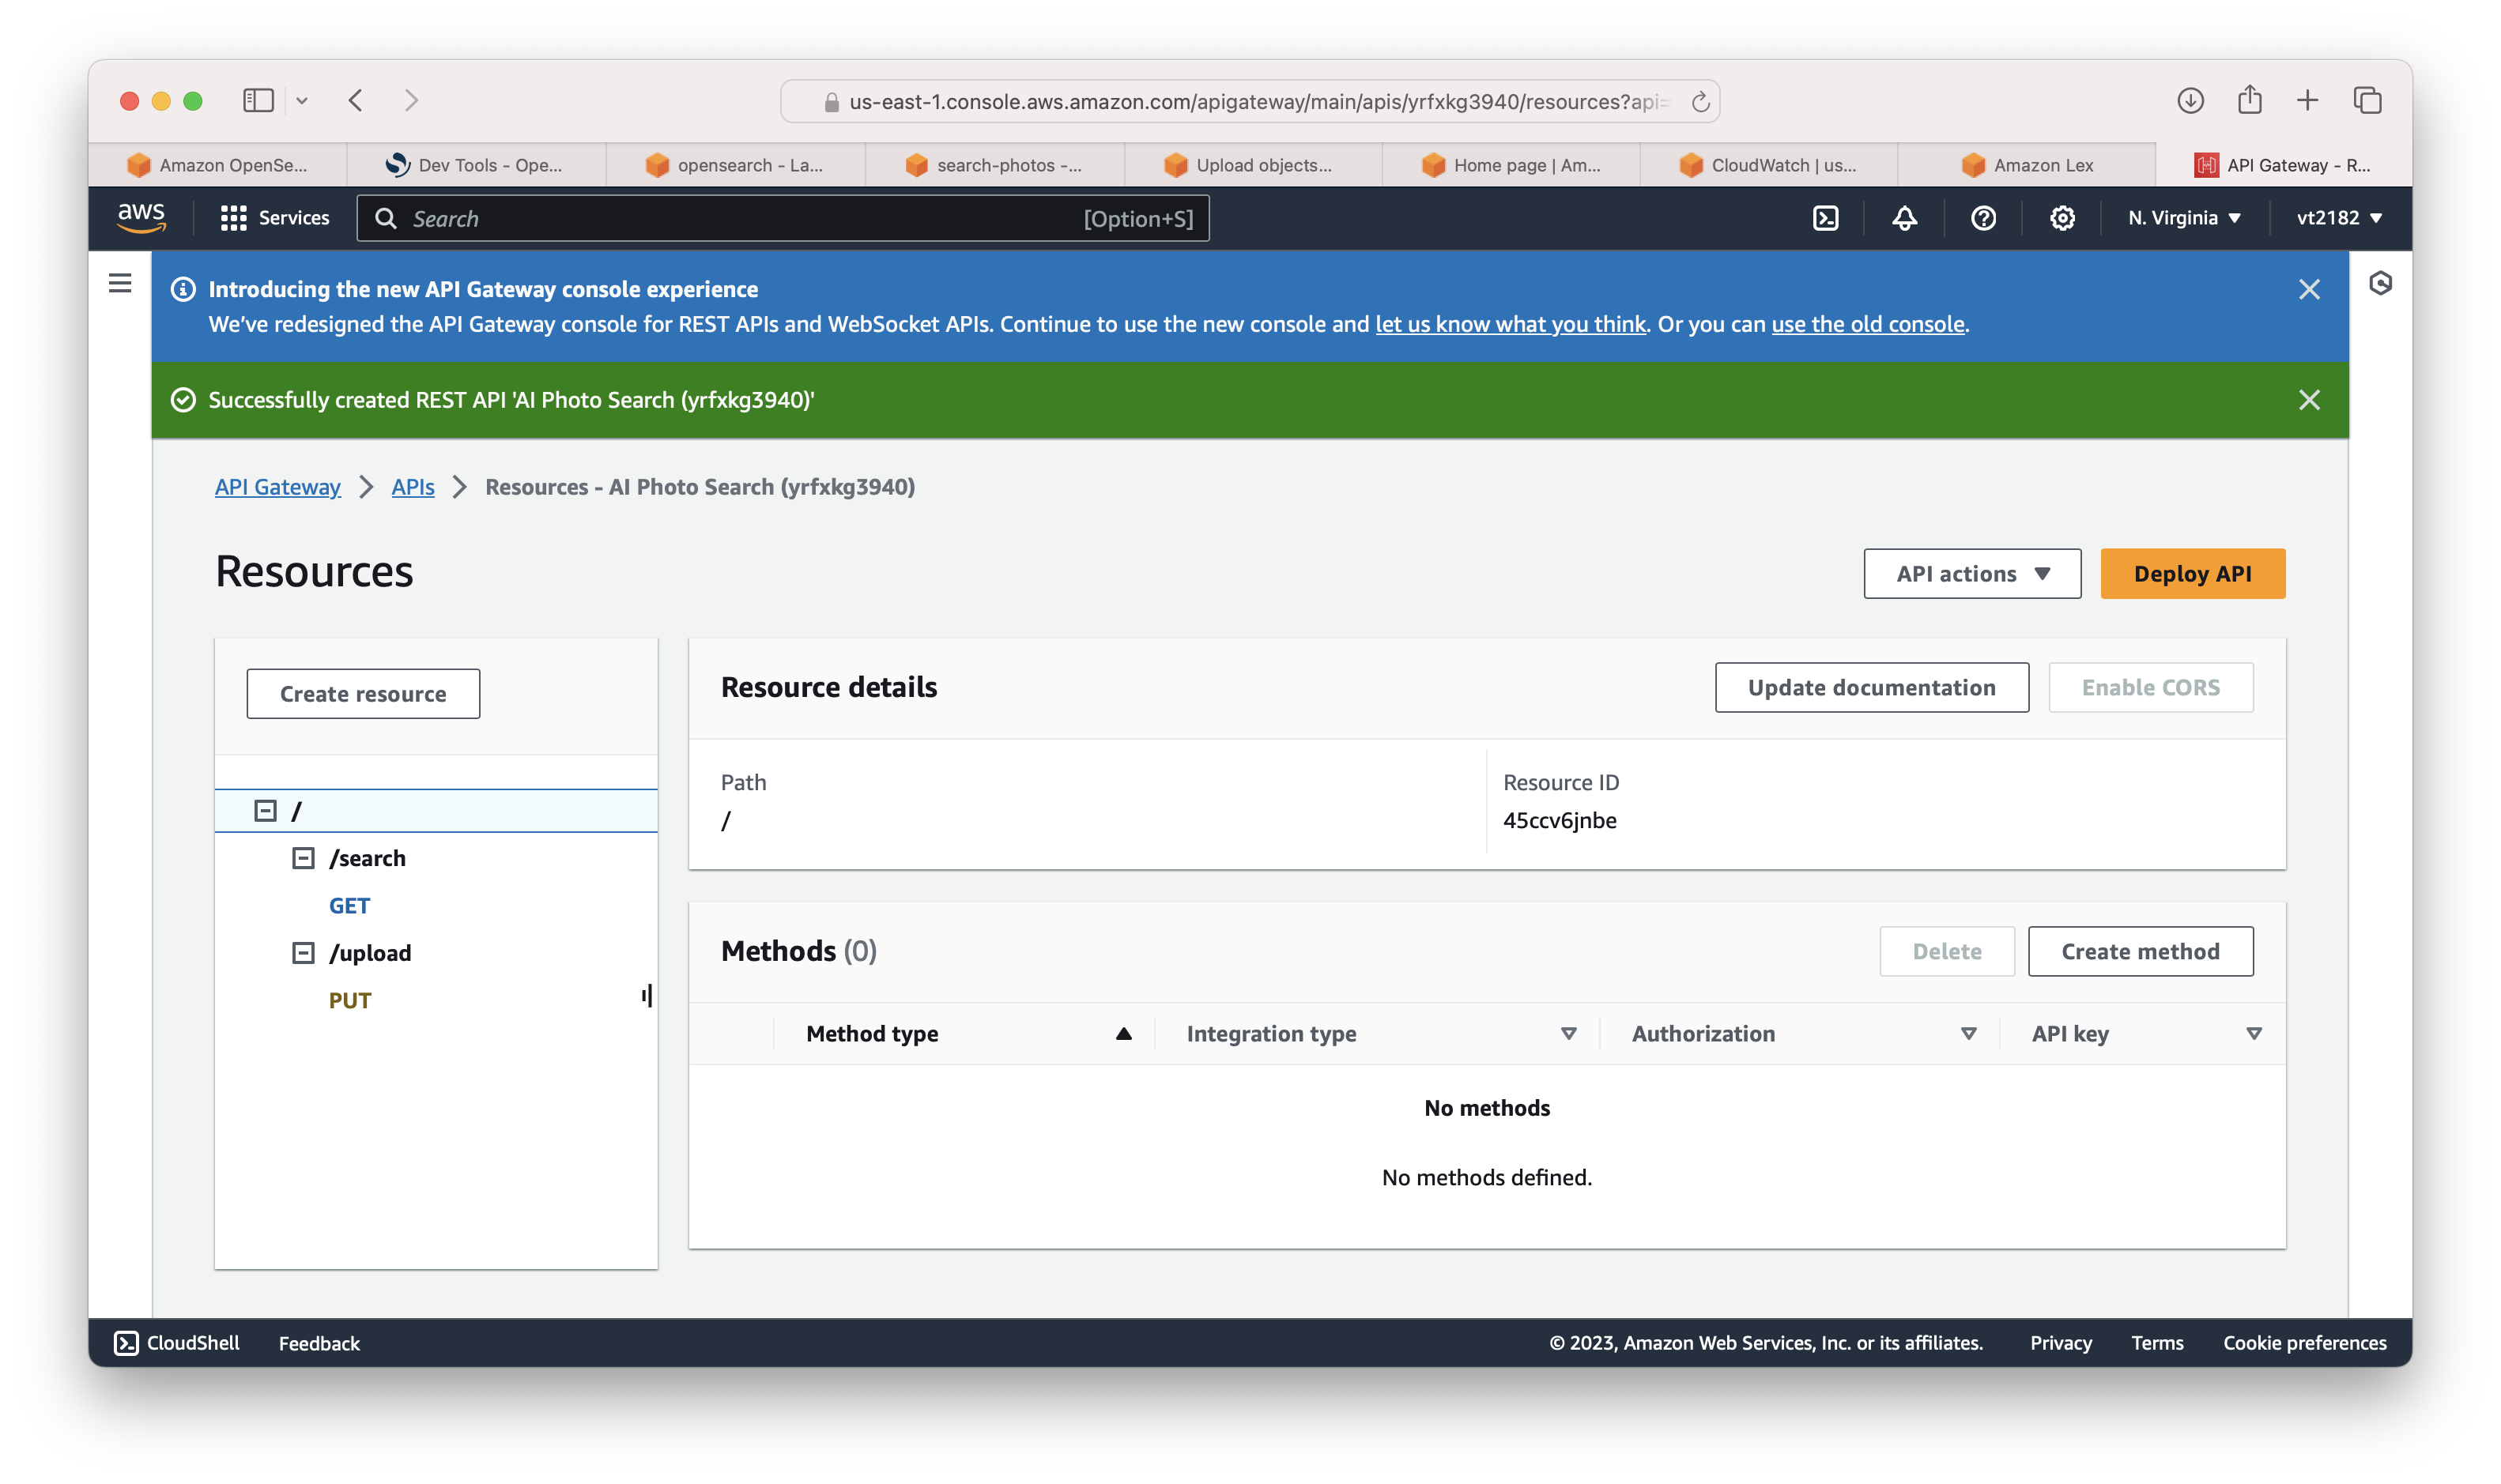 us-east-1.console.aws.amazon.com/apigateway/main/apis/yrfxkg3940/resources?api=
Amazon OpenSe...
Dev Tools - Ope...
opensearch - La...
search-photos -...
Upload objects...
Home page | Am...
CloudWatch | us...
Amazon Lex
API Gateway - R...
aws
Services
Search
[Option+S]
N. Virginia
vt2182
Introducing the new API Gateway console experience
We’ve redesigned the API Gateway console for REST APIs and WebSocket APIs. Continue to use the new console and let us know what you think. Or you can use the old console.
Successfully created REST API 'AI Photo Search (yrfxkg3940)'
API Gateway
APIs
Resources - AI Photo Search (yrfxkg3940)
Resources
API actions
Deploy API
Create resource
/
/search
GET
/upload
PUT
Resource details
Update documentation
Enable CORS
Path
/
Resource ID
45ccv6jnbe
Methods (0)
Delete
Create method
Method type
Integration type
Authorization
API key
No methods
No methods defined.
CloudShell
Feedback
© 2023, Amazon Web Services, Inc. or its affiliates.
Privacy
Terms
Cookie preferences